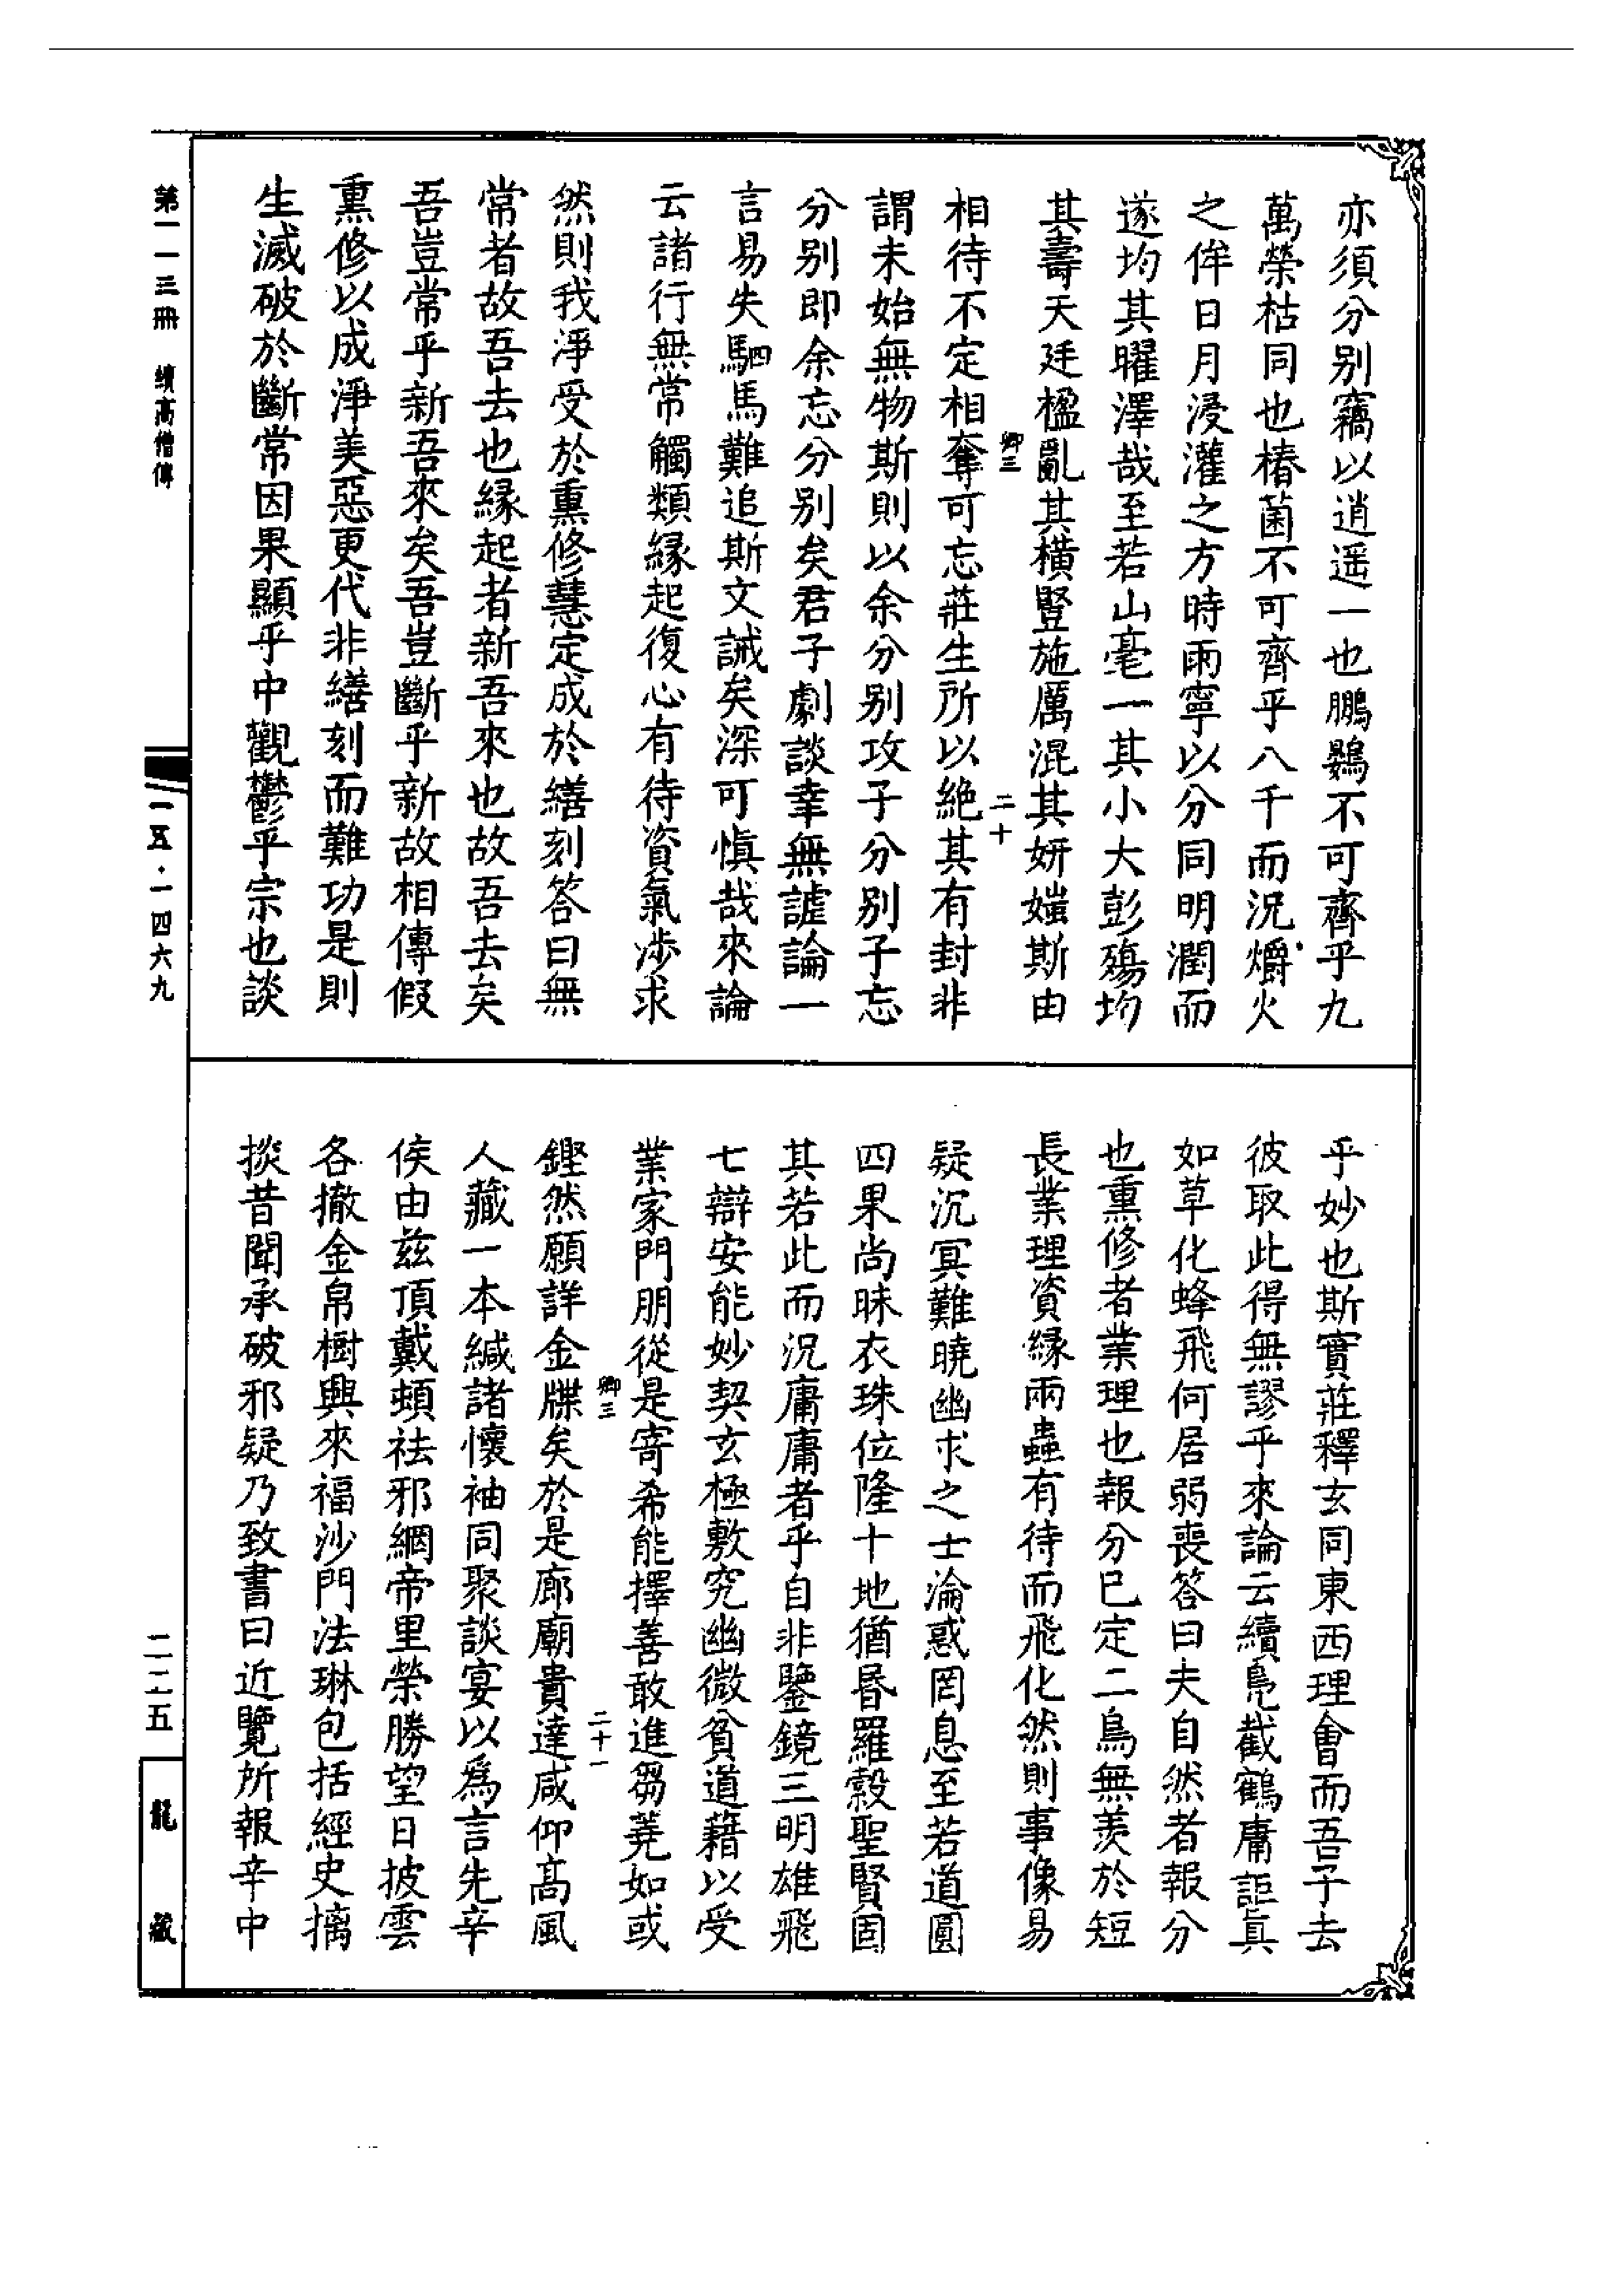 亦須分別竊以逍遥一也鵬鷃不可齊乎九
萬榮枯同也椿菌不可齊乎八千而況爝火
之侔日月浸灌之方時雨寧以分同明潤而
遂均其曜澤哉至若山毫一其小大彭殤均
其壽夭廷楹亂其橫豎施厲混其妍媸斯由
卿三
二十
相待不定相奪可忘莊生所以絶其有封非
謂未始無物斯則以余分別攻子分別子忘
分別即余忘分別矣君子劇談幸無謔論一
言易失駟馬難追斯文誡矣深可慎哉來論
云諸行無常觸類緣起復心有待資氣涉求
然則我淨受於熏修慧定成於繕刻答曰無
常者故吾去也緣起者新吾來也故吾去矣
吾豈常乎新吾來矣吾豈斷乎新故相傳假
熏修以成淨美惡更代非繕刻而難功是則
生滅破於斷常因果顯乎中觀鬱乎宗也談
乎妙也斯實莊釋玄同東西理會而吾子去
彼取此得無謬乎來論云續鳧截鶴庸詎真
如草化蜂飛何居弱喪答曰夫自然者報分
也熏修者業理也報分已定二鳥無羨於短
長業理資緣兩蟲有待而飛化然則事像易
疑沉冥難曉幽求之士淪惑罔息至若道圓
四果尚昧衣珠位隆十地猶昏羅縠聖賢固
其若此而況庸庸者乎自非鑒鏡三明雄飛
七辯安能妙契玄極敷究幽微貧道藉以受
業家門朋從是寄希能擇善敢進芻蕘如或
卿三
二十一
鏗然願詳金牒矣於是廊廟貴達咸仰高風
人藏一本緘諸懷袖同聚談宴以為言先辛
侯由茲頂戴頓祛邪網帝里榮勝望日披雲
各撤金帛樹興來福沙門法琳包括經史摛
掞昔聞承破邪疑乃致書曰近覽所報辛中
第一一三冊　續高僧傳
一五·一四六九
二二五
龍藏